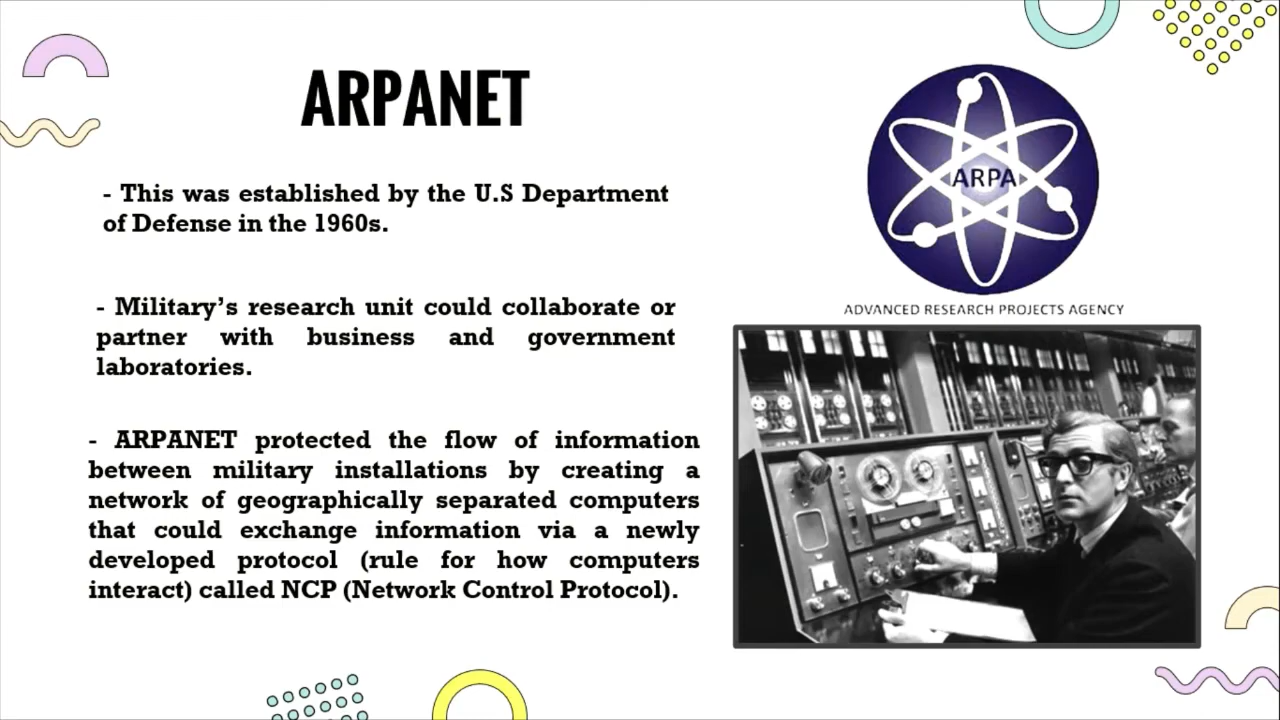 ARPANET
- This was established by the U.S Department
of Defense in the 1960s.
- Military’s research unit could collaborate or
partner with business and government
laboratories.
- ARPANET protected the flow of information
between military installations by creating a
network of geographically separated computers
that could exchange information via a newly
developed protocol (rule for how computers
interact) called NCP (Network Control Protocol).
ARPA
ADVANCED RESEARCH PROJECTS AGENCY